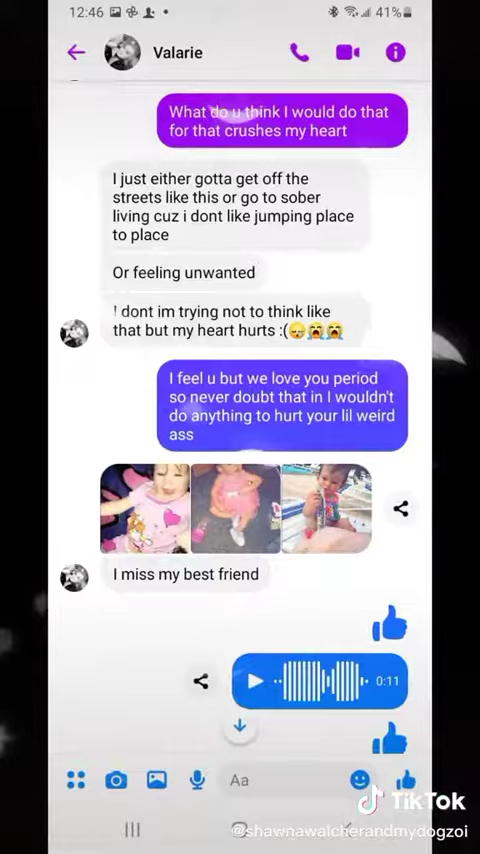 12:46
41%
Valarie
What do u think I would do that
for that crushes my heart
I just either gotta get off the
streets like this or go to sober
living cuz i dont like jumping place
to place
Or feeling unwanted
I dont im trying not to think like
that but my heart hurts :(😪😭😭
I feel u but we love you period
so never doubt that in I wouldn't
do anything to hurt your lil weird
ass
I miss my best friend
0:11
Aa
TikTok
@shawnawalcherandmydogzoi